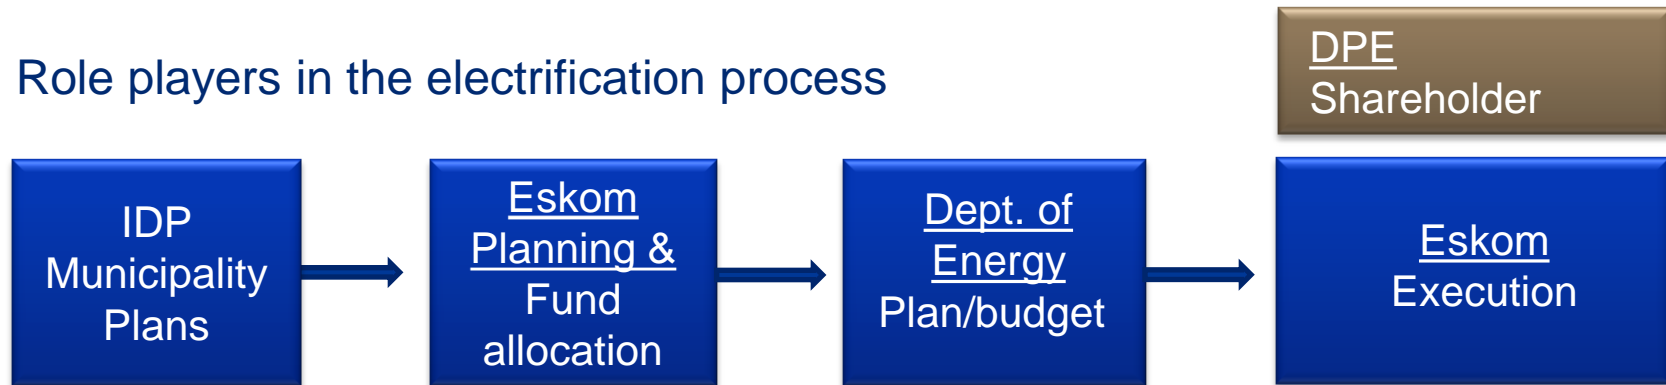 Role players in the electrification process
DPE
Shareholder
IDP
Municipality
Plans
Eskom
Planning &
Fund
allocation
Dept. of
Energy
Plan/budget
Eskom
Execution